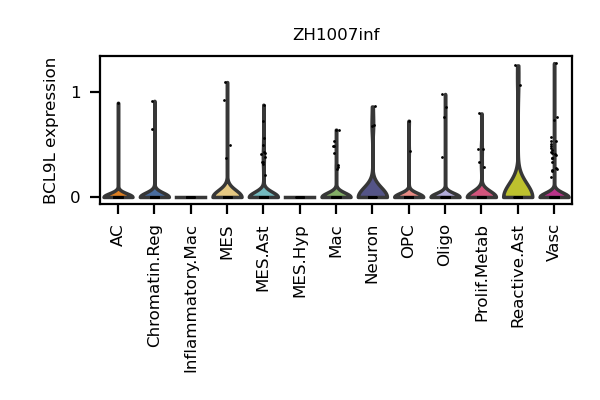 ZH1007inf
BCL9L expression
1
0
AC
Chromatin.Reg
Inflammatory.Mac
MES
MES.Ast
MES.Hyp
Mac
Neuron
OPC
Oligo
Prolif.Metab
Reactive.Ast
Vasc